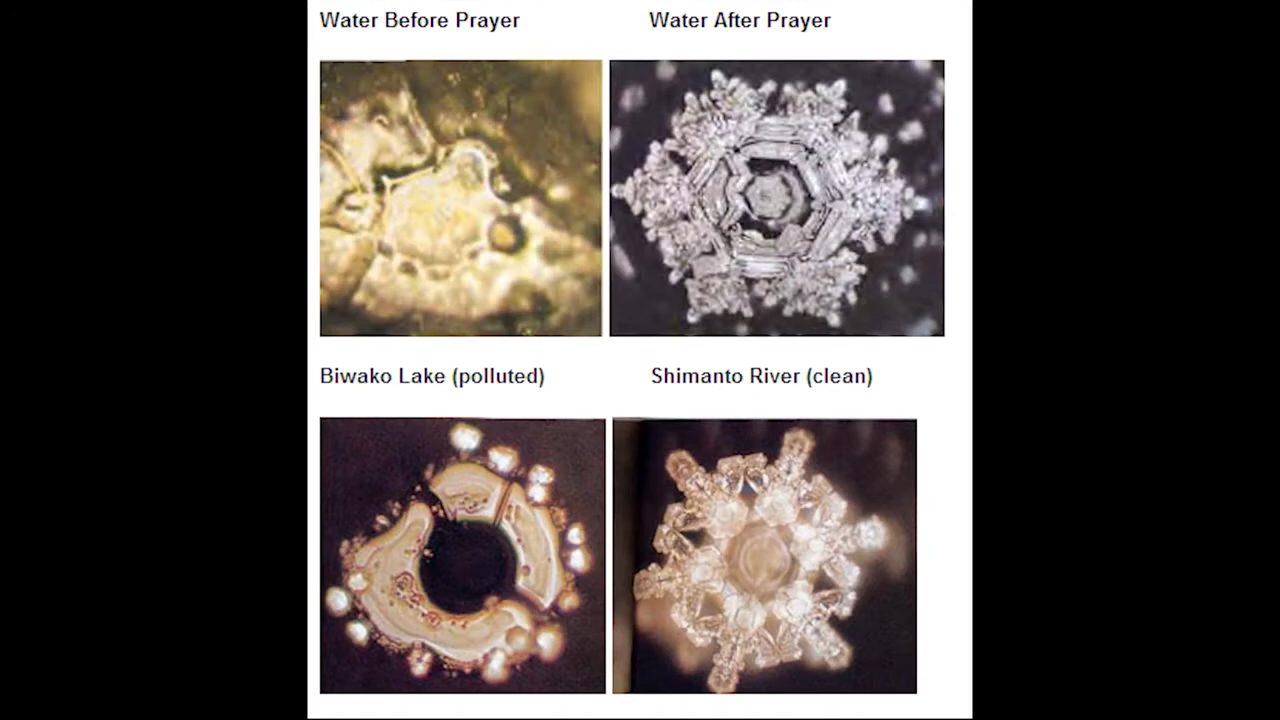 Water Before Prayer
Water After Prayer
Biwako Lake (polluted)
Shimanto River (clean)